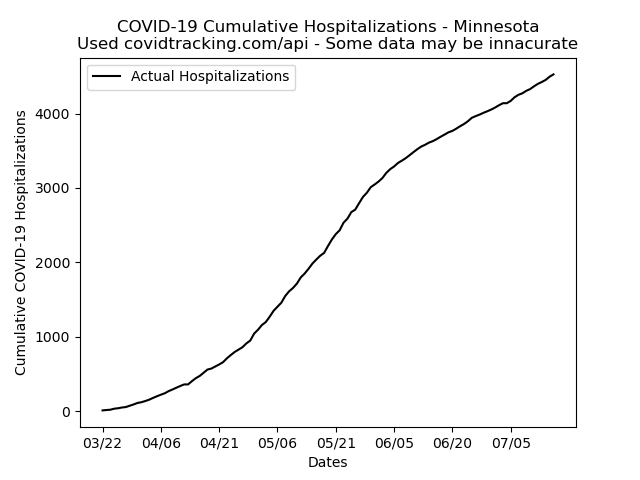 COVID-19 Cumulative Hospitalizations - Minnesota
Used covidtracking.com/api - Some data may be innacurate
Actual Hospitalizations
Cumulative COVID-19 Hospitalizations
4000
3000
2000
1000
0
03/22 04/06 04/21 05/06 05/21 06/05 06/20 07/05
Dates